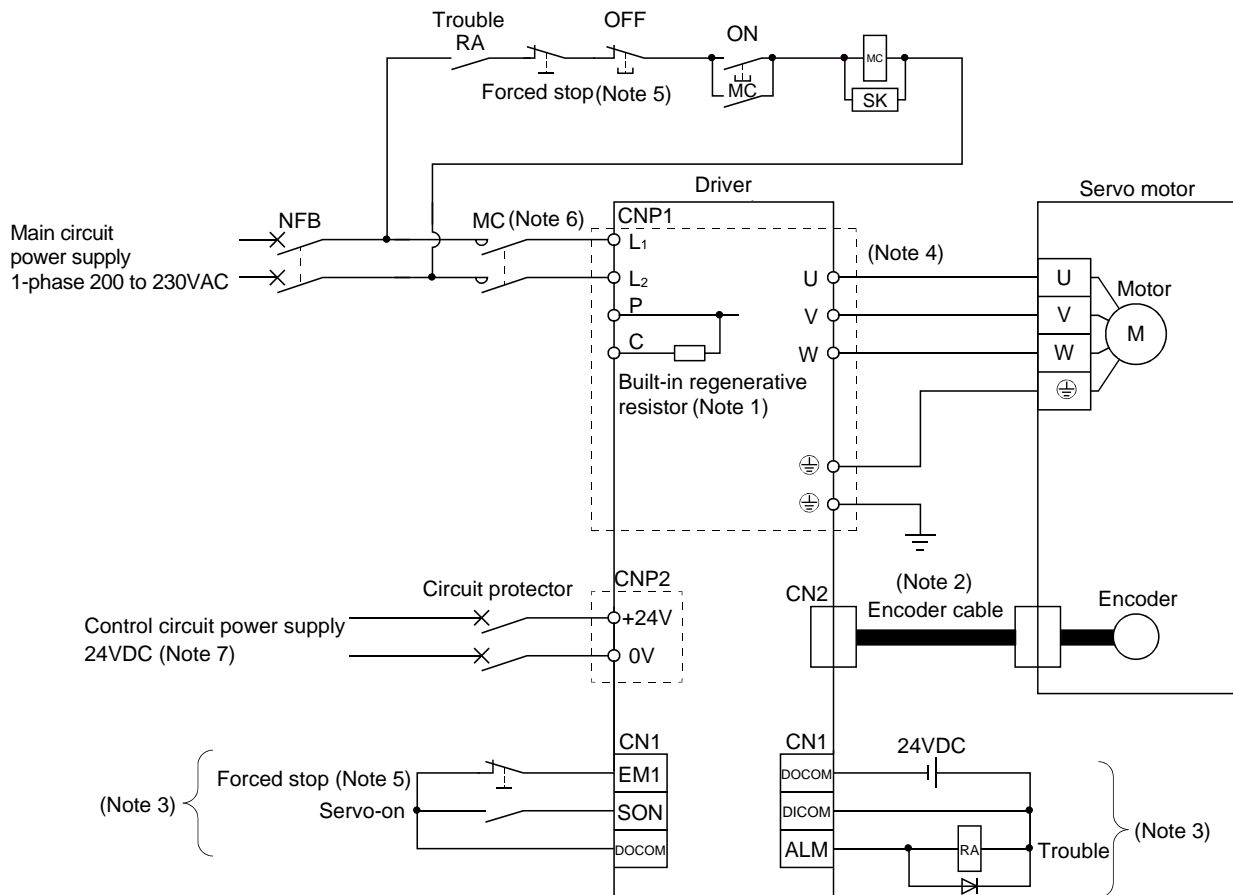 Trouble
RA
OFF
ON
MC
Forced stop (Note 5)
MC
SK
Driver
Servo motor
NFB
MC (Note 6)
CNP1
Main circuit
power supply
1-phase 200 to 230VAC
L1
L2
P
C
Built-in regenerative
resistor (Note 1)
(Note 4)
U
V
W
U
V
W
Motor
M
Circuit protector
CNP2
Control circuit power supply
24VDC (Note 7)
+24V
0V
CN2
(Note 2)
Encoder cable
Encoder
(Note 3)
Forced stop (Note 5)
Servo-on
CN1
EM1
SON
DOCOM
CN1
DOCOM
DICOM
ALM
24VDC
RA
Trouble
(Note 3)